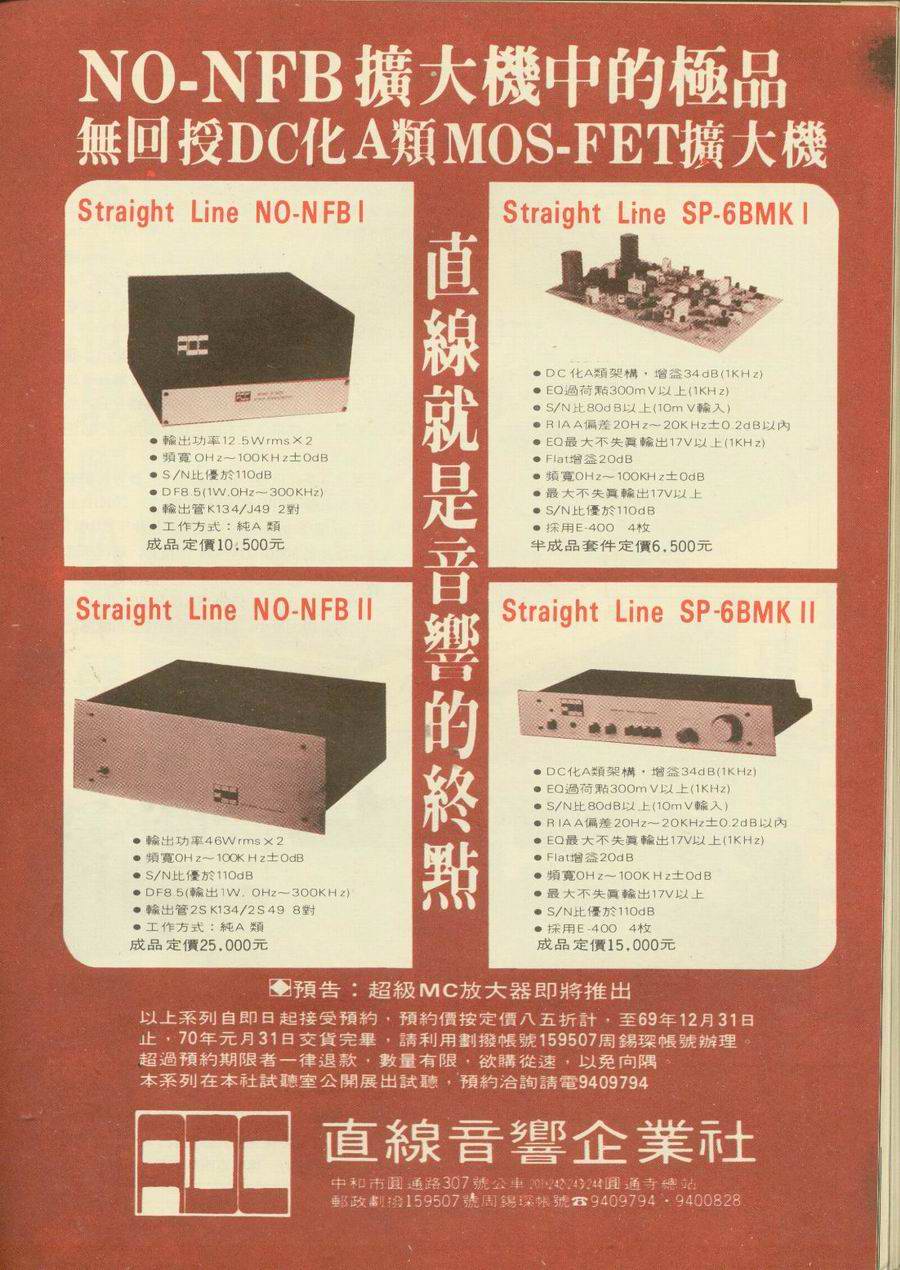 NO-NFB擴大機中的極品
無回授DC化A類MOS-FET擴大機
直線就是音響的終點
Straight Line NO-NFB I
●輸出功率12.5Wrms×2
●頻寬 0Hz～100KHz±0dB
●S/N比優於110dB
●DF8.5(1W.0Hz～300KHz)
●輸出管K134/J49 2對
●工作方式：純A類
成品定價10.500元
Straight Line SP-6BMK I
●DC化A類架構，增益34dB(1KHz)
●EQ過荷點300mV以上(1KHz)
●S/N比80dB以上(10mV輸入)
●RIAA偏差20Hz～20KHz±0.2dB以內
●EQ最大不失眞輸出17V以上(1KHz)
●Flat增益20dB
●頻寬0Hz～100KHz±0dB
●最大不失眞輸出17V以上
●S/N比優於110dB
●採用E-400 4枚
半成品套件定價6.500元
Straight Line NO-NFB II
●輸出功率46Wrms×2
●頻寬0Hz～100KHz±0dB
●S/N比優於110dB
●DF8.5(輸出1W. 0Hz～300KHz)
●輸出管2SK134/2S49 8對
●工作方式：純A類
成品定價25.000元
Straight Line SP-6BMK II
●DC化A類架構，增益34dB(1KHz)
●EQ過荷點300mV以上(1KHz)
●S/N比80dB以上(10mV輸入)
●RIAA偏差20Hz～20KHz±0.2dB以內
●EQ最大不失眞輸出17V以上(1KHz)
●Flat增益20dB
●頻寬0Hz～100KHz±0dB
●最大不失眞輸出17V以上
●S/N比優於110dB
●採用E-400 4枚
成品定價15,000元
◆預告：超級MC放大器即將推出
以上系列自即日起接受預約，預約價按定價八五折計，至69年12月31日
止，70年元月31日交貨完畢，請利用劃撥帳號159507周錫琛帳號辦理。
超過預約期限者一律退款，數量有限，欲購從速，以免向隅。
本系列在本社試聽室公開展出試聽，預約洽詢請電9409794
直線音響企業社
中和市圓通路307號公車201·242·243·244圓通寺總站
郵政劃撥159507號周錫琛帳號☎9409794·9400828